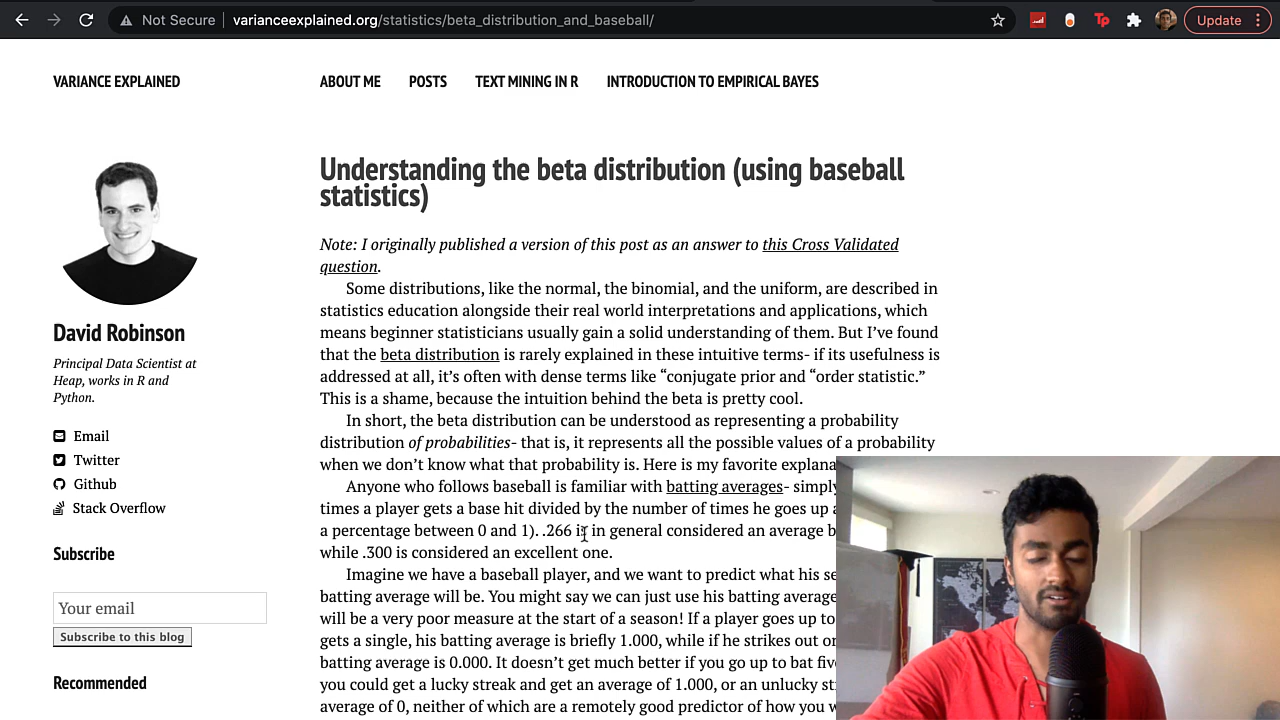 Not Secure varianceexplained.org/statistics/beta_distribution_and_baseball/
Tp
Update
VARIANCE EXPLAINED
ABOUT ME POSTS TEXT MINING IN R INTRODUCTION TO EMPIRICAL BAYES
David Robinson
Principal Data Scientist at
Heap, works in R and
Python.
Email
Twitter
Github
Stack Overflow
Subscribe
Your email
Subscribe to this blog
Recommended
Understanding the beta distribution (using baseball
statistics)
Note: I originally published a version of this post as an answer to this Cross Validated
question.
Some distributions, like the normal, the binomial, and the uniform, are described in
statistics education alongside their real world interpretations and applications, which
means beginner statisticians usually gain a solid understanding of them. But I’ve found
that the beta distribution is rarely explained in these intuitive terms- if its usefulness is
addressed at all, it’s often with dense terms like “conjugate prior and “order statistic.”
This is a shame, because the intuition behind the beta is pretty cool.
In short, the beta distribution can be understood as representing a probability
distribution of probabilities- that is, it represents all the possible values of a probability
when we don’t know what that probability is. Here is my favorite explana
Anyone who follows baseball is familiar with batting averages- simply
times a player gets a base hit divided by the number of times he goes up a
a percentage between 0 and 1). .266 is in general considered an average b
while .300 is considered an excellent one.
Imagine we have a baseball player, and we want to predict what his se
batting average will be. You might say we can just use his batting average
will be a very poor measure at the start of a season! If a player goes up to
gets a single, his batting average is briefly 1.000, while if he strikes out or
batting average is 0.000. It doesn’t get much better if you go up to bat five
you could get a lucky streak and get an average of 1.000, or an unlucky str
average of 0, neither of which are a remotely good predictor of how you w